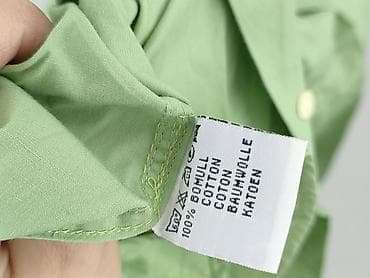 100% BOMULL
COTTON
COTON
BAUMWOLLE
KATOEN